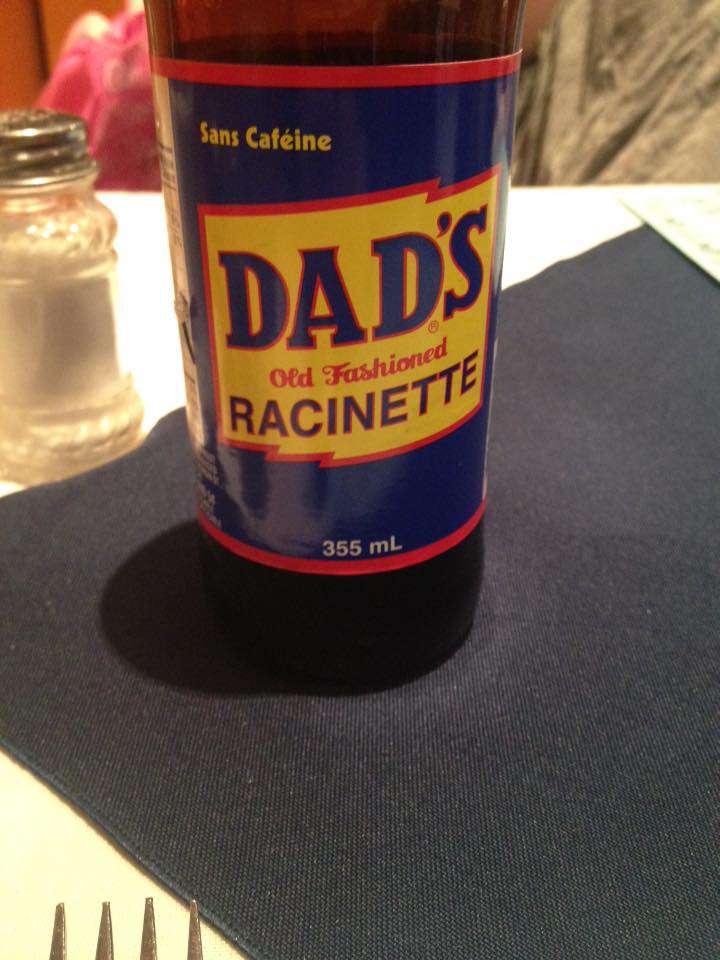 Sans Caféine
DAD'S®
Old Fashioned
RACINETTE
355 mL